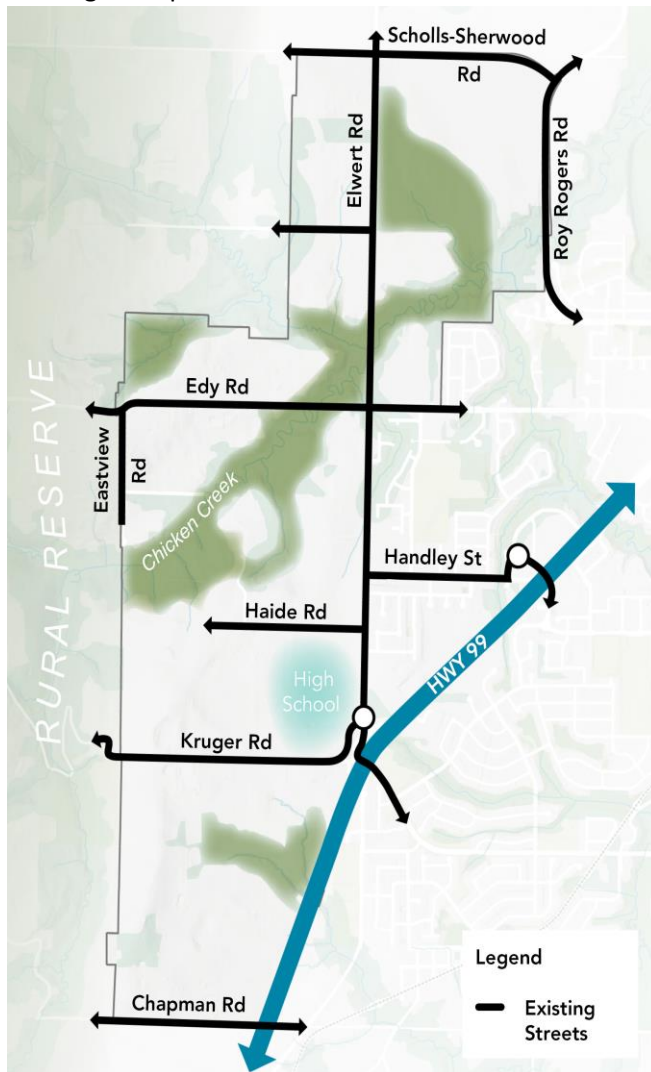 Scholls-Sherwood
Rd
Elwert Rd
Roy Rogers Rd
Edy Rd
Eastview
Rd
RURAL RESERVE
Chicken Creek
Handley St
Haide Rd
HWY 99
High
School
Kruger Rd
Chapman Rd
Legend
Existing
Streets